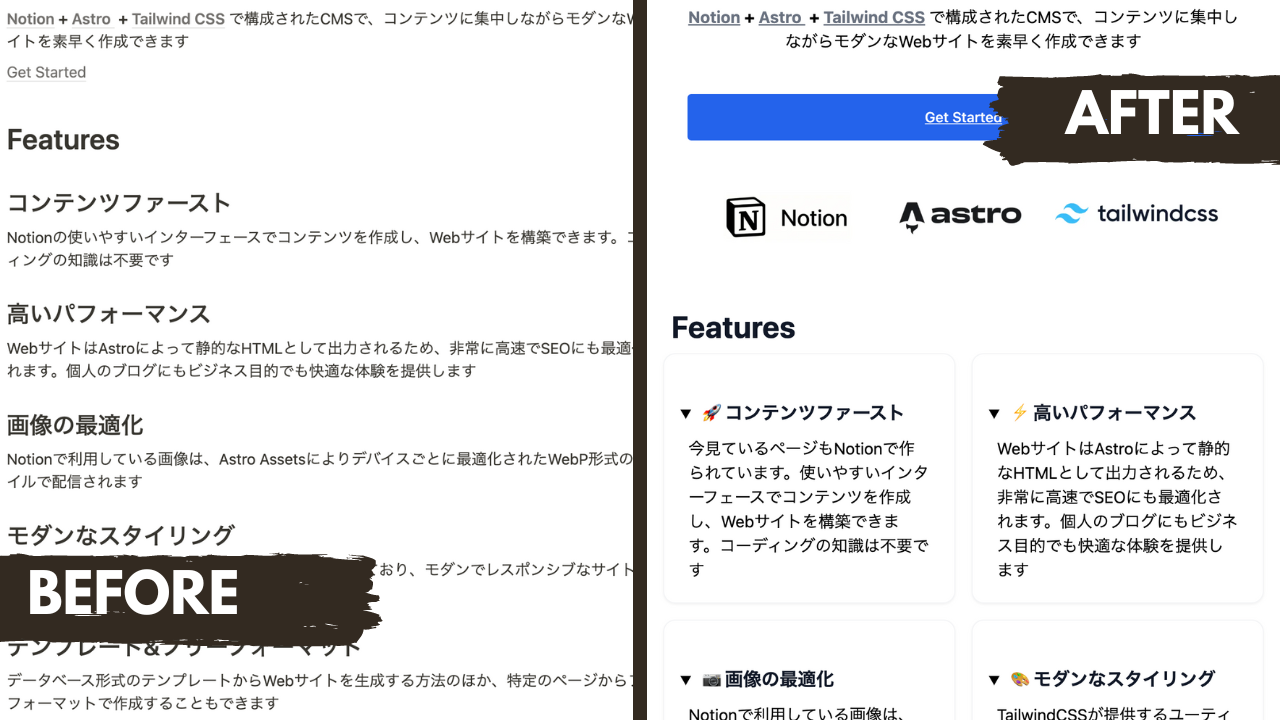 Notion + Astro + Tailwind CSS で構成されたCMSで、コンテンツに集中しながらモダンなW
イトを素早く作成できます
Get Started
Features
コンテンツファースト
Notionの使いやすいインターフェースでコンテンツを作成し、Webサイトを構築できます。コ
ィングの知識は不要です
高いパフォーマンス
WebサイトはAstroによって静的なHTMLとして出力されるため、非常に高速でSEOにも最適
れます。個人のブログにもビジネス目的でも快適な体験を提供します
画像の最適化
Notionで利用している画像は、Astro Assetsによりデバイスごとに最適化されたWebP形式の
イルで配信されます
モダンなスタイリング
おり、モダンでレスポンシブなサイト
BEFORE
テンプレート&フリーフォーマット
データベース形式のテンプレートからWebサイトを生成する方法のほか、特定のページから
フォーマットで作成することもできます
Notion + Astro + Tailwind CSS で構成されたCMSで、コンテンツに集中し
ながらモダンなWebサイトを素早く作成できます
Get Started
AFTER
Notion astro tailwindcss
Features
▼ 🚀 コンテンツファースト
今見ているページもNotionで作
られています。使いやすいインタ
ーフェースでコンテンツを作成
し、Webサイトを構築できま
す。コーディングの知識は不要で
す
▼ ⚡ 高いパフォーマンス
WebサイトはAstroによって静的
なHTMLとして出力されるため、
非常に高速でSEOにも最適化さ
れます。個人のブログにもビジネ
ス目的でも快適な体験を提供し
ます
▼ 📷 画像の最適化
Notionで利用している画像は、
▼ 🎨 モダンなスタイリング
TailwindCSSが提供するユーティ